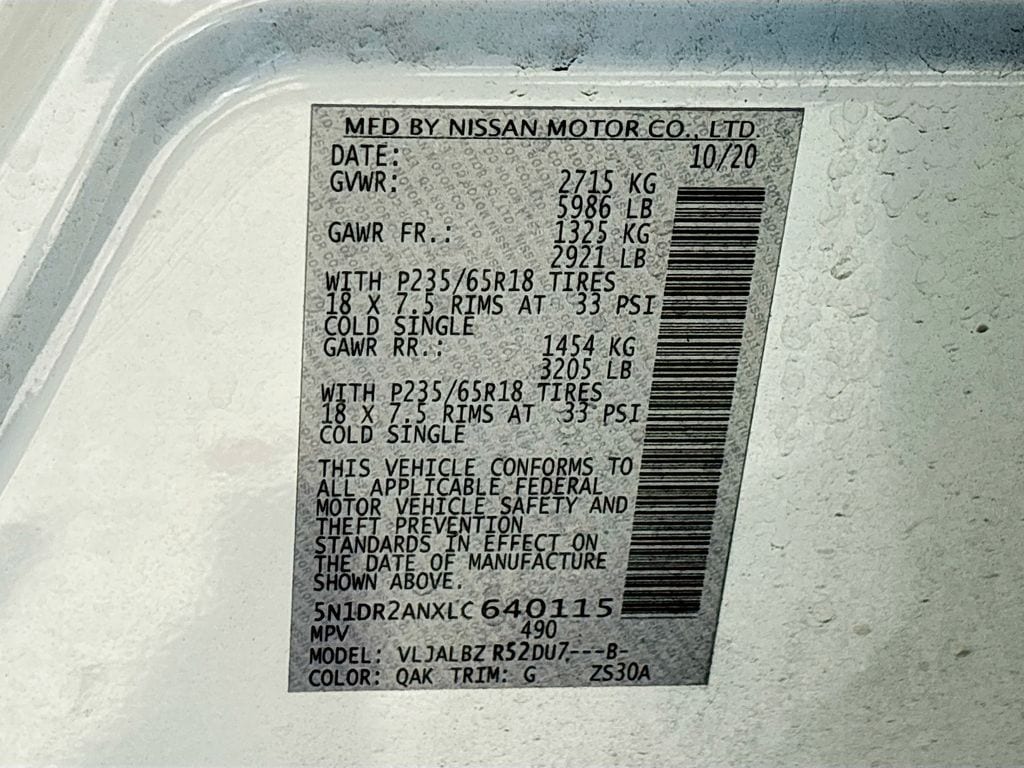 MFD BY NISSAN MOTOR CO., LTD.
DATE: 10/20
GVWR: 2715 KG
5986 LB
GAWR FR.: 1325 KG
2921 LB
WITH P235/65R18 TIRES
18 X 7.5 RIMS AT 33 PSI
COLD SINGLE
GAWR RR.: 1454 KG
3205 LB
WITH P235/65R18 TIRES
18 X 7.5 RIMS AT 33 PSI
COLD SINGLE
THIS VEHICLE CONFORMS TO
ALL APPLICABLE FEDERAL
MOTOR VEHICLE SAFETY AND
THEFT PREVENTION
STANDARDS IN EFFECT ON
THE DATE OF MANUFACTURE
SHOWN ABOVE.
5N1DR2ANXLC640115
MPV 490
MODEL: VLJALBZ R52DU7---B-
COLOR: QAK TRIM: G ZS30A